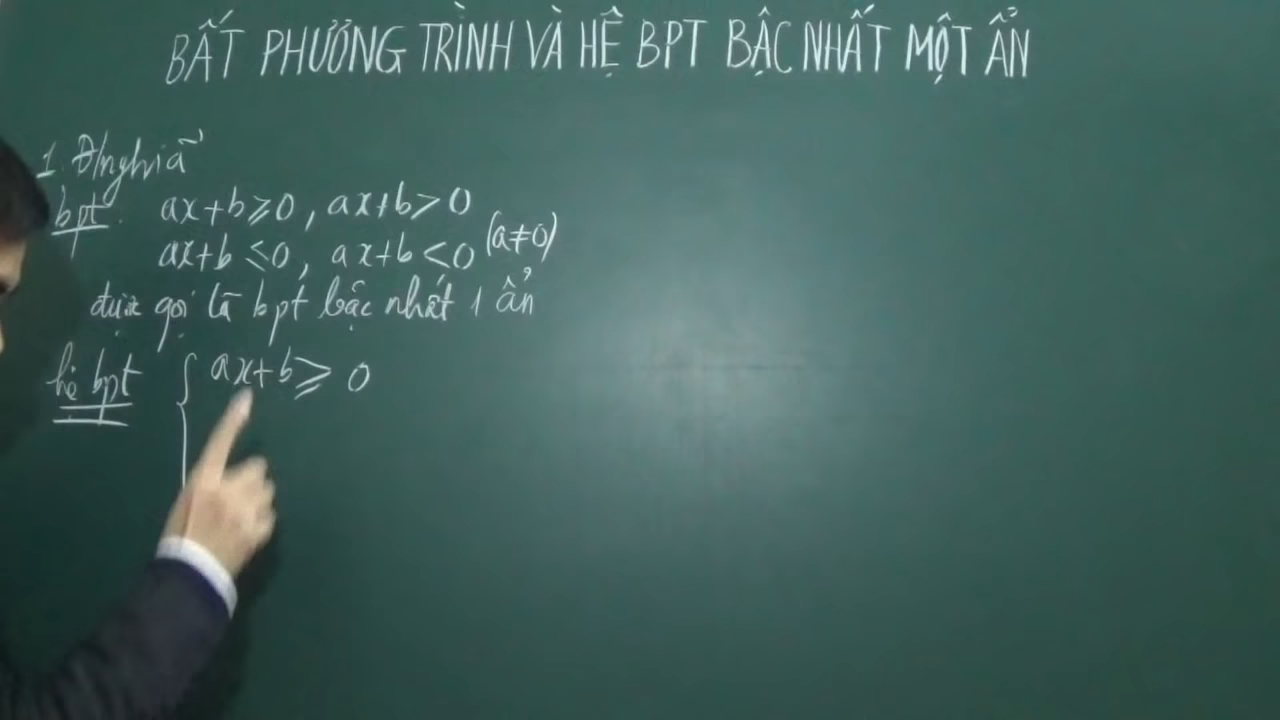 BẤT PHƯƠNG TRÌNH VÀ HỆ BPT BẬC NHẤT MỘT ẨN
1. Đ/nghĩa
bpt. ax+b≥0, ax+b>0
ax+b≤0, ax+b<0 (a≠0)
được gọi là bpt bậc nhất 1 ẩn
hệ bpt { ax+b≥0